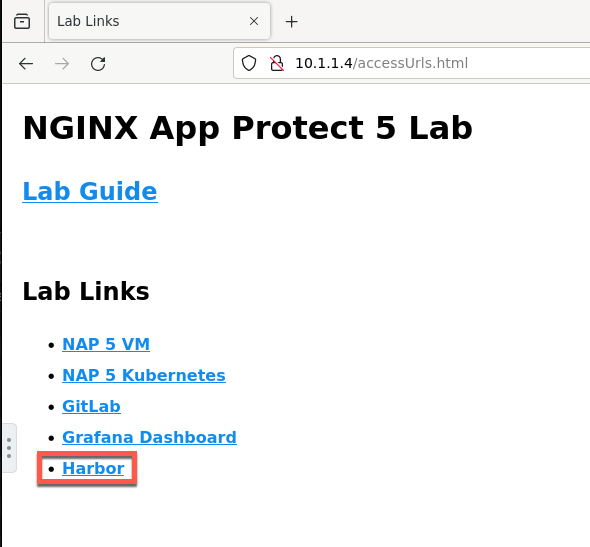 Lab Links
10.1.1.4/accessUrls.html
NGINX App Protect 5 Lab
Lab Guide
Lab Links
NAP 5 VM
NAP 5 Kubernetes
GitLab
Grafana Dashboard
Harbor